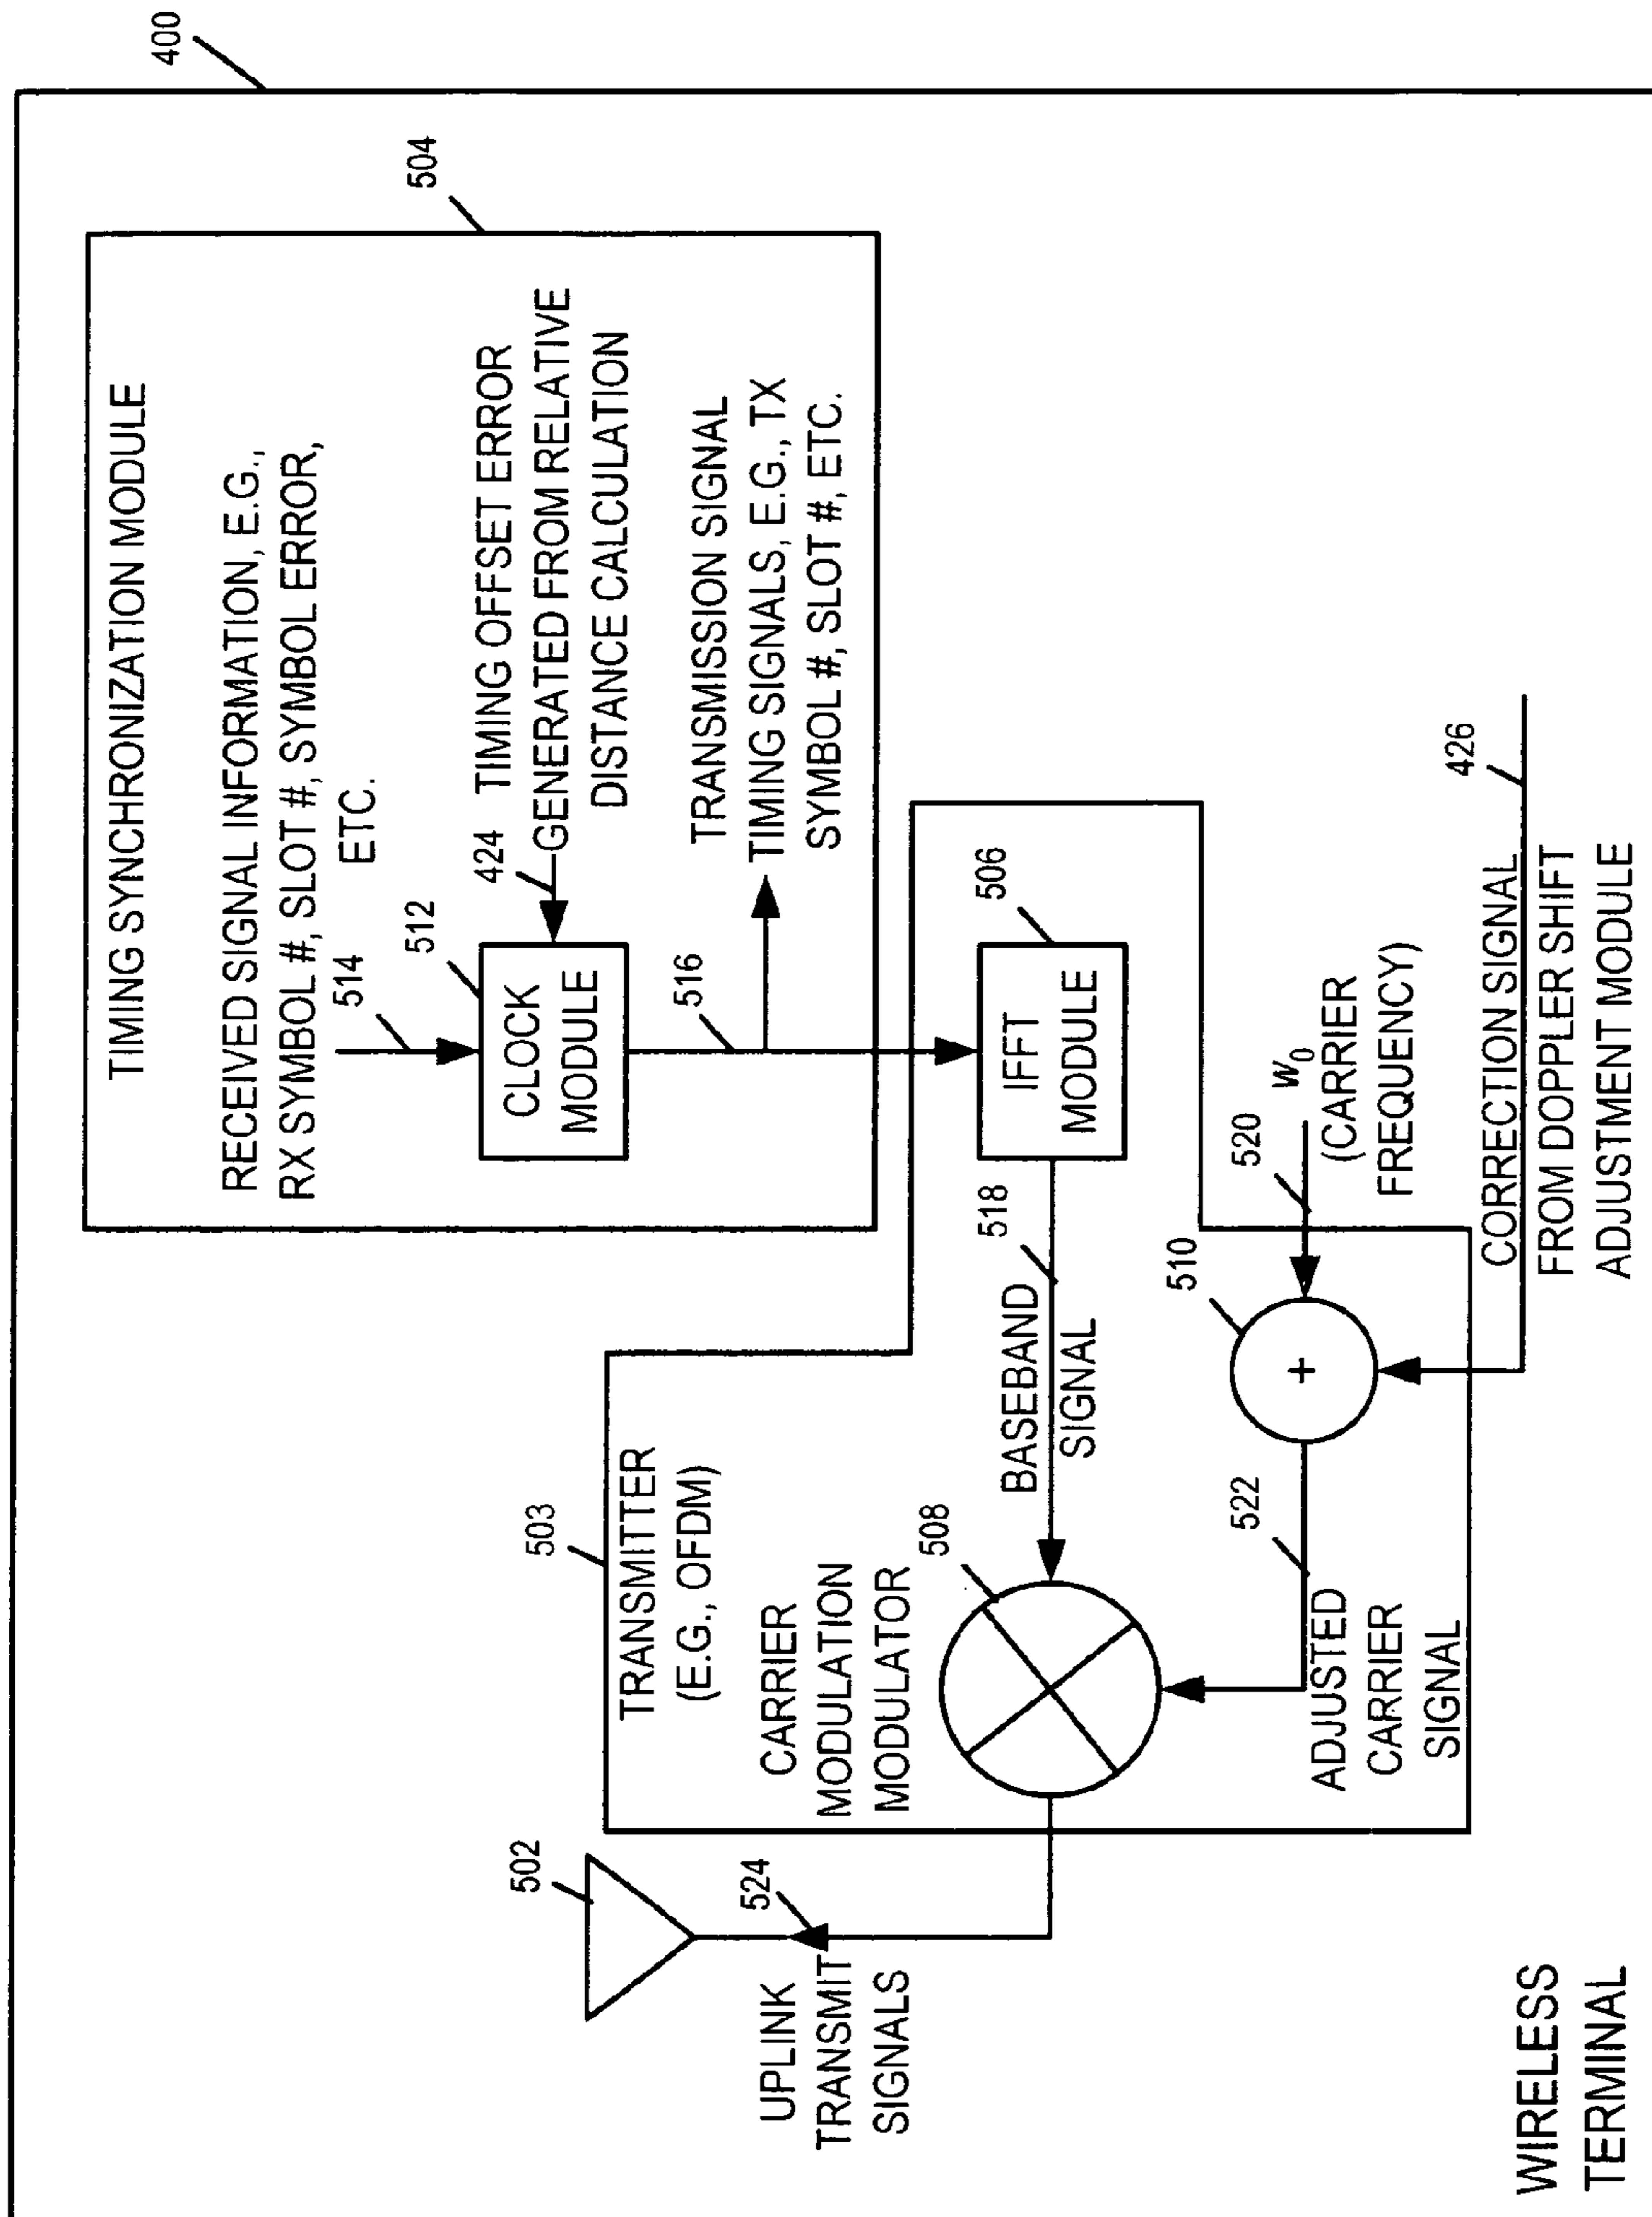 400
504
TIMING SYNCHRONIZATION MODULE
RECEIVED SIGNAL INFORMATION, E.G.,
RX SYMBOL #, SLOT #, SYMBOL ERROR,
ETC.
514
512
CLOCK
MODULE
424
TIMING OFFSET ERROR
GENERATED FROM RELATIVE
DISTANCE CALCULATION
516
TRANSMISSION SIGNAL
TIMING SIGNALS, E.G., TX
SYMBOL #, SLOT #, ETC.
503
TRANSMITTER
(E.G., OFDM)
CARRIER
MODULATION
MODULATOR
508
BASEBAND
SIGNAL
518
IFFT
MODULE
506
502
524
UPLINK
TRANSMIT
SIGNALS
510
+
520
w0
(CARRIER
FREQUENCY)
522
ADJUSTED
CARRIER
SIGNAL
426
CORRECTION SIGNAL
FROM DOPPLER SHIFT
ADJUSTMENT MODULE
WIRELESS
TERMINAL